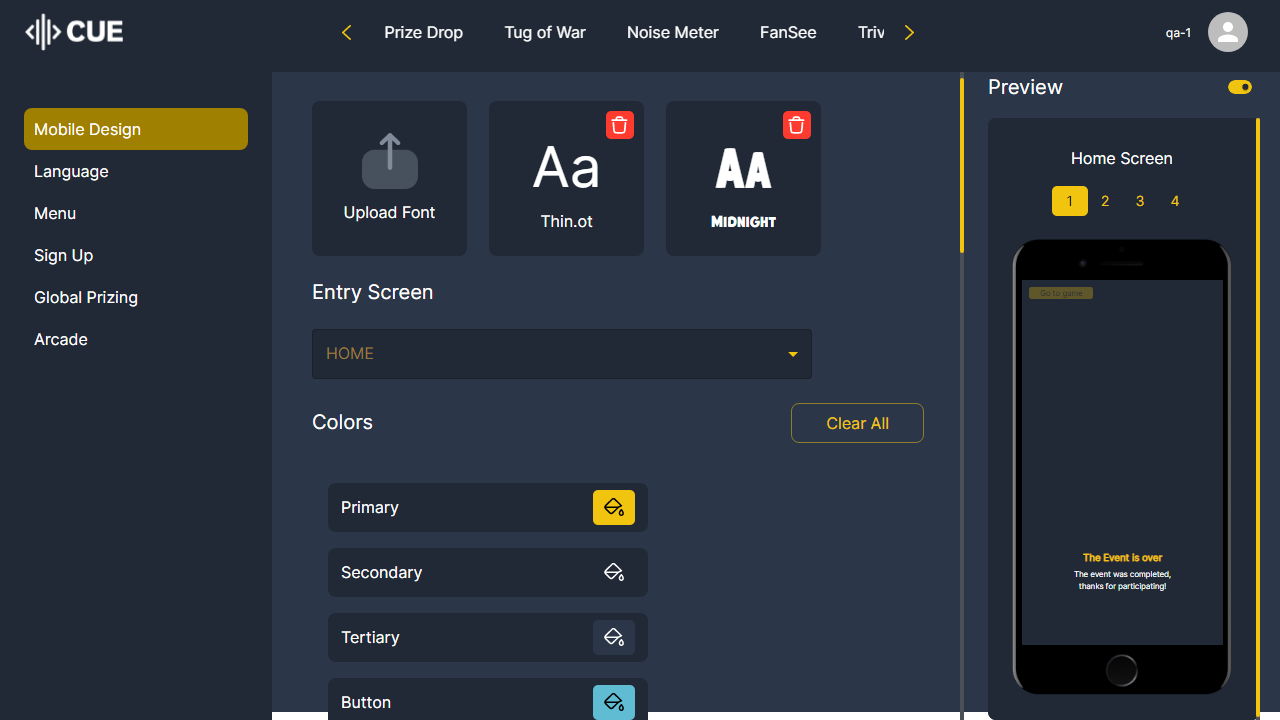 CUE
Prize Drop
Tug of War
Noise Meter
FanSee
Triv
qa-1
Mobile Design
Language
Menu
Sign Up
Global Prizing
Arcade
Upload Font
Aa
Thin.ot
AA
MIDNIGHT
Entry Screen
HOME
Colors
Clear All
Primary
Secondary
Tertiary
Button
Preview
Home Screen
1 2 3 4
Go to game
The Event is over
The event was completed,
thanks for participating!